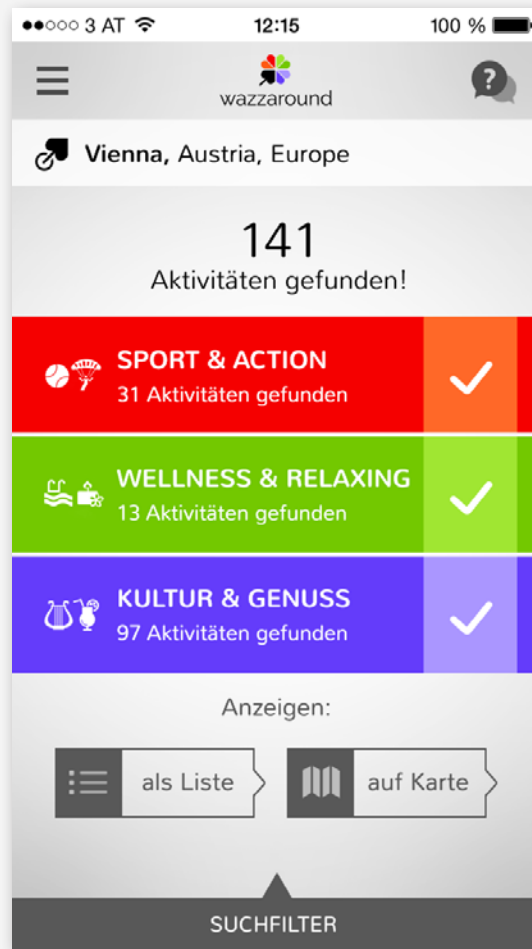 3 AT 12:15 100 %
wazzaround
?
Vienna, Austria, Europe
141
Aktivitäten gefunden!
SPORT & ACTION
31 Aktivitäten gefunden
WELLNESS & RELAXING
13 Aktivitäten gefunden
KULTUR & GENUSS
97 Aktivitäten gefunden
Anzeigen:
als Liste auf Karte
SUCHFILTER